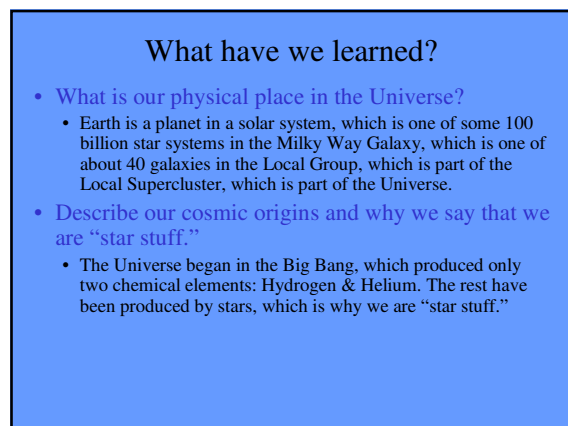 What have we learned?
• What is our physical place in the Universe?
• Earth is a planet in a solar system, which is one of some 100
billion star systems in the Milky Way Galaxy, which is one of
about 40 galaxies in the Local Group, which is part of the
Local Supercluster, which is part of the Universe.
• Describe our cosmic origins and why we say that we
are “star stuff.”
• The Universe began in the Big Bang, which produced only
two chemical elements: Hydrogen & Helium. The rest have
been produced by stars, which is why we are “star stuff.”